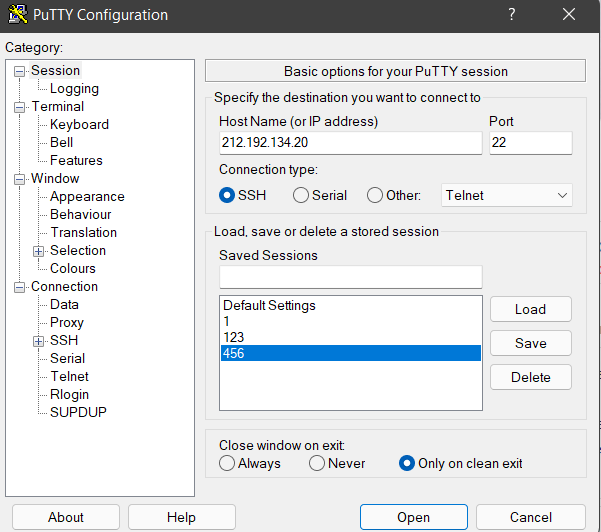 PuTTY Configuration
Category:
Session
Logging
Terminal
Keyboard
Bell
Features
Window
Appearance
Behaviour
Translation
Selection
Colours
Connection
Data
Proxy
SSH
Serial
Telnet
Rlogin
SUPDUP
Basic options for your PuTTY session
Specify the destination you want to connect to
Host Name (or IP address) Port
212.192.134.20 22
Connection type:
SSH Serial Other: Telnet
Load, save or delete a stored session
Saved Sessions
Default Settings
1
123
456
Load
Save
Delete
Close window on exit:
Always Never Only on clean exit
About Help Open Cancel